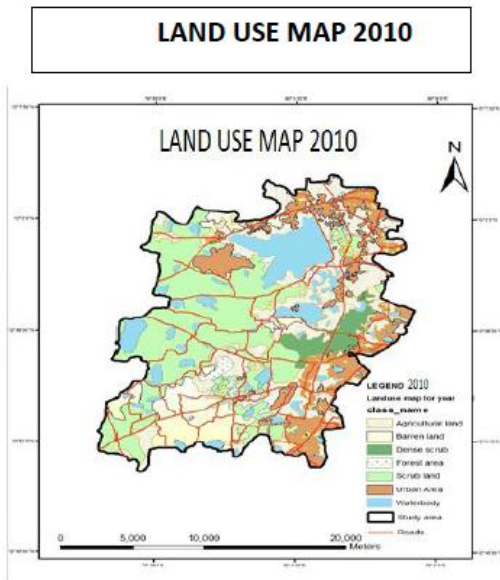 LAND USE MAP 2010
LAND USE MAP 2010
N
LEGEND 2010
Landuse map for year
class_name
Agricultural land
Barren land
Dense scrub
Forest area
Scrub land
Urban Area
Waterbody
Study area
Roads
0 5,000 10,000 20,000
Meters